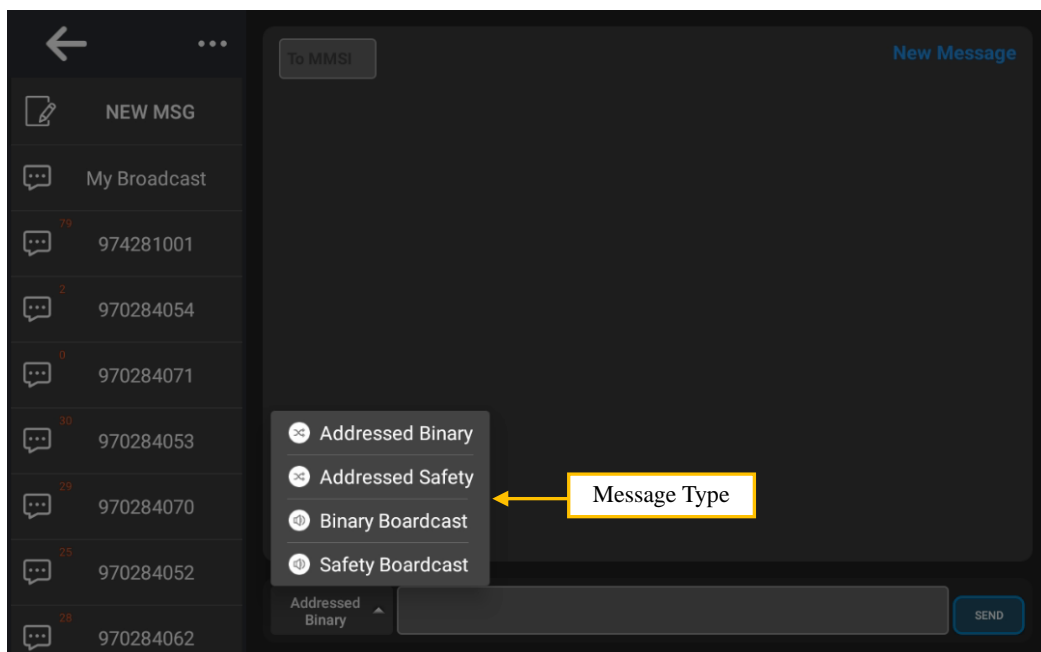 NEW MSG
My Broadcast
79
974281001
2
970284054
0
970284071
30
970284053
29
970284070
25
970284052
28
970284062
To MMSI
New Message
Addressed Binary
Addressed Safety
Binary Boardcast
Safety Boardcast
Message Type
Addressed
Binary
SEND